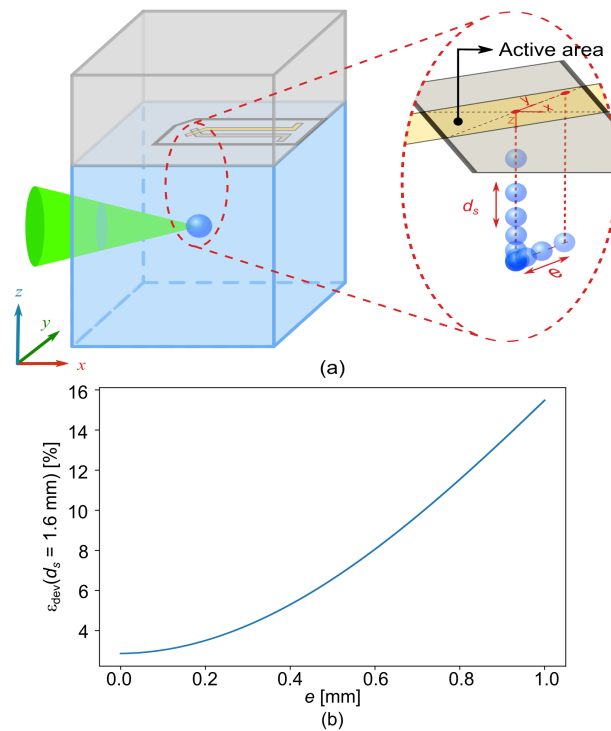 Active area
y
x
z
d_s
e
z
y
x
(a)
16
14
12
10
8
6
4
ε_dev(d_s = 1.6 mm) [%]
0.0 0.2 0.4 0.6 0.8 1.0
e [mm]
(b)